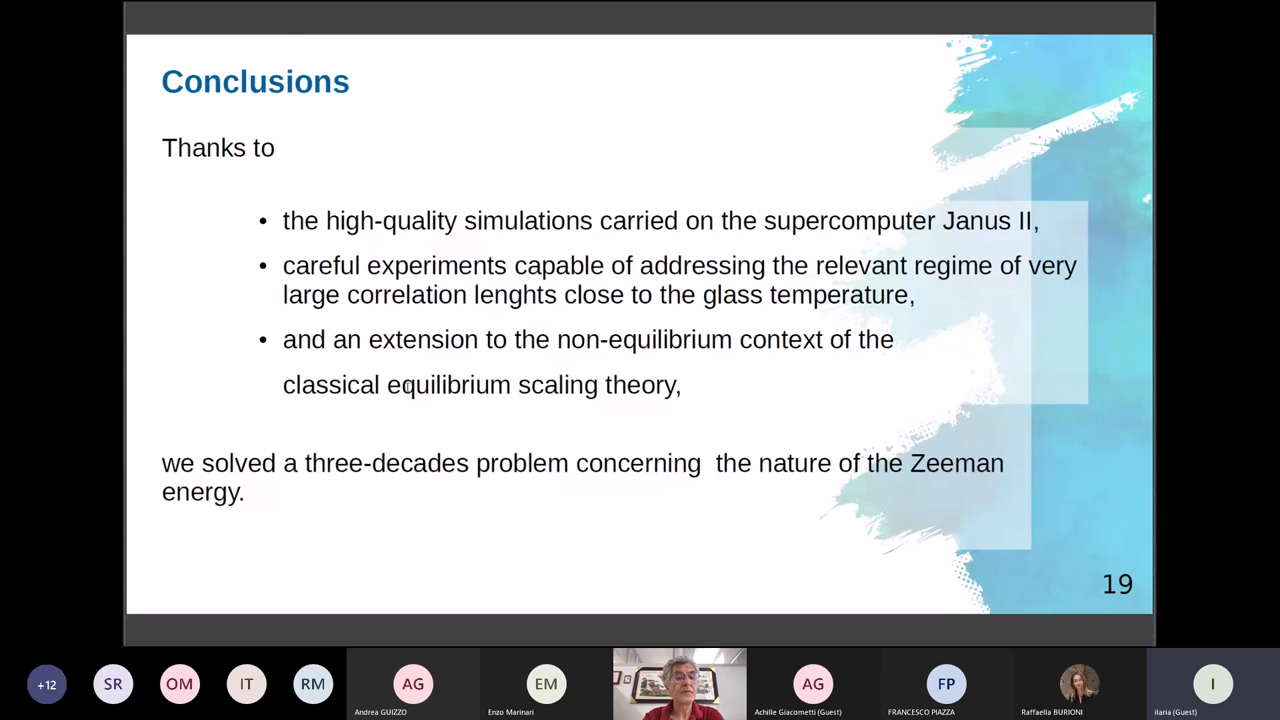 Conclusions
Thanks to
• the high-quality simulations carried on the supercomputer Janus II,
• careful experiments capable of addressing the relevant regime of very
large correlation lenghts close to the glass temperature,
• and an extension to the non-equilibrium context of the
classical equilibrium scaling theory,
we solved a three-decades problem concerning  the nature of the Zeeman
energy.
19
+12
SR
OM
IT
RM
AG
EM
AG
FP
I
Andrea GUIZZO
Enzo Marinari
Achille Giacometti (Guest)
FRANCESCO PIAZZA
Raffaella BURIONI
ilaria (Guest)